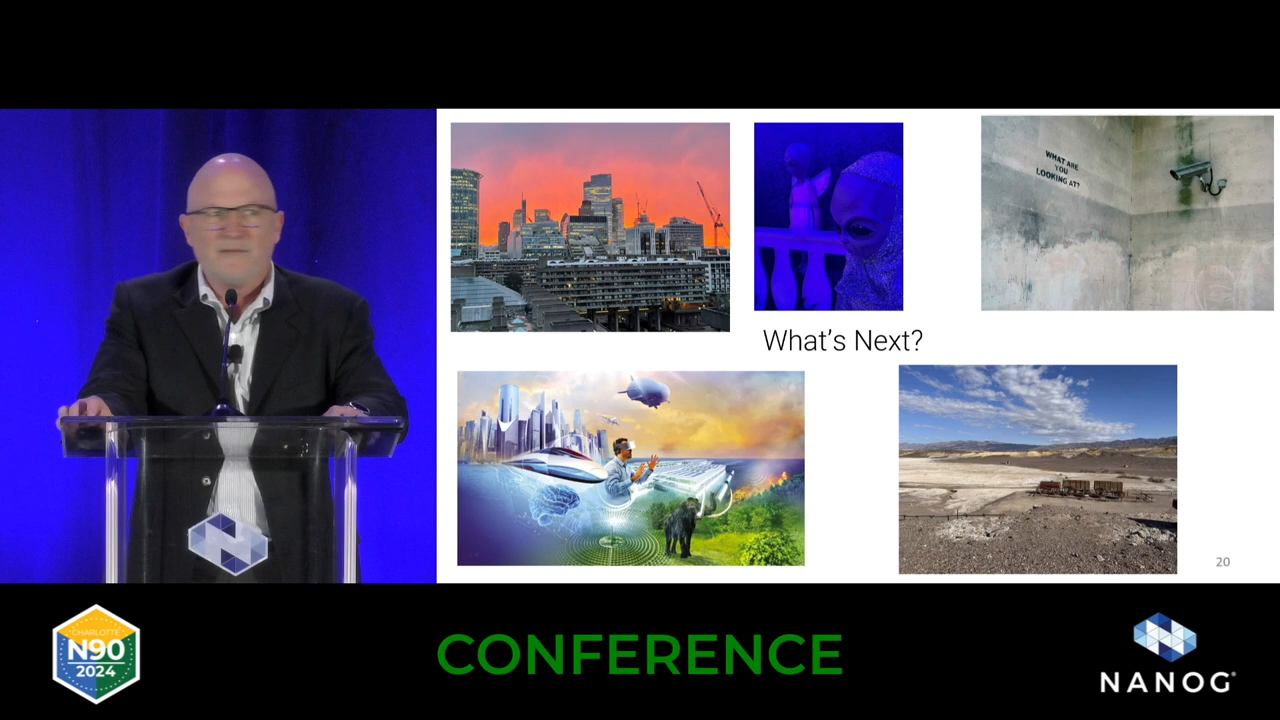 WHAT ARE
YOU
LOOKING AT?
What's Next?
20
CHARLOTTE
N90
2024
CONFERENCE
NANOG